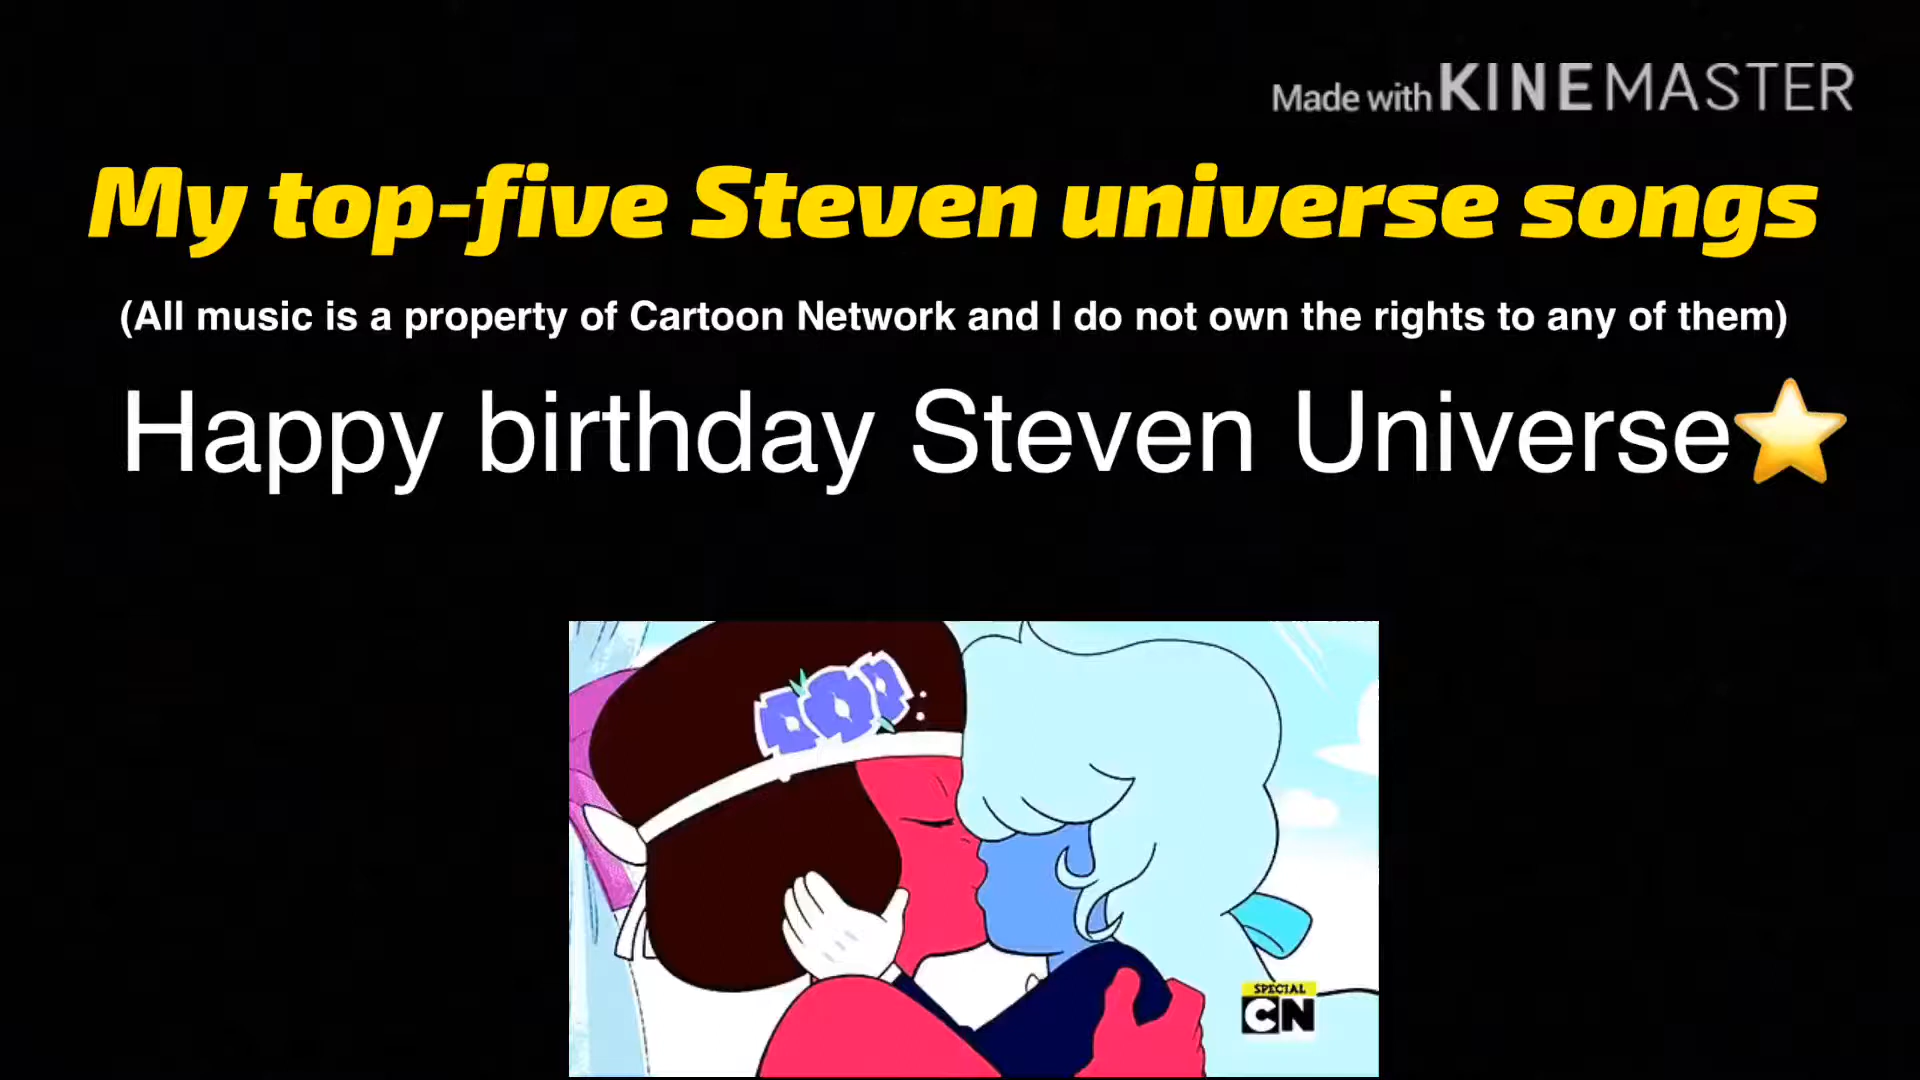 Made with KINEMASTER
My top-five Steven universe songs
(All music is a property of Cartoon Network and I do not own the rights to any of them)
Happy birthday Steven Universe⭐
SPECIAL
CN